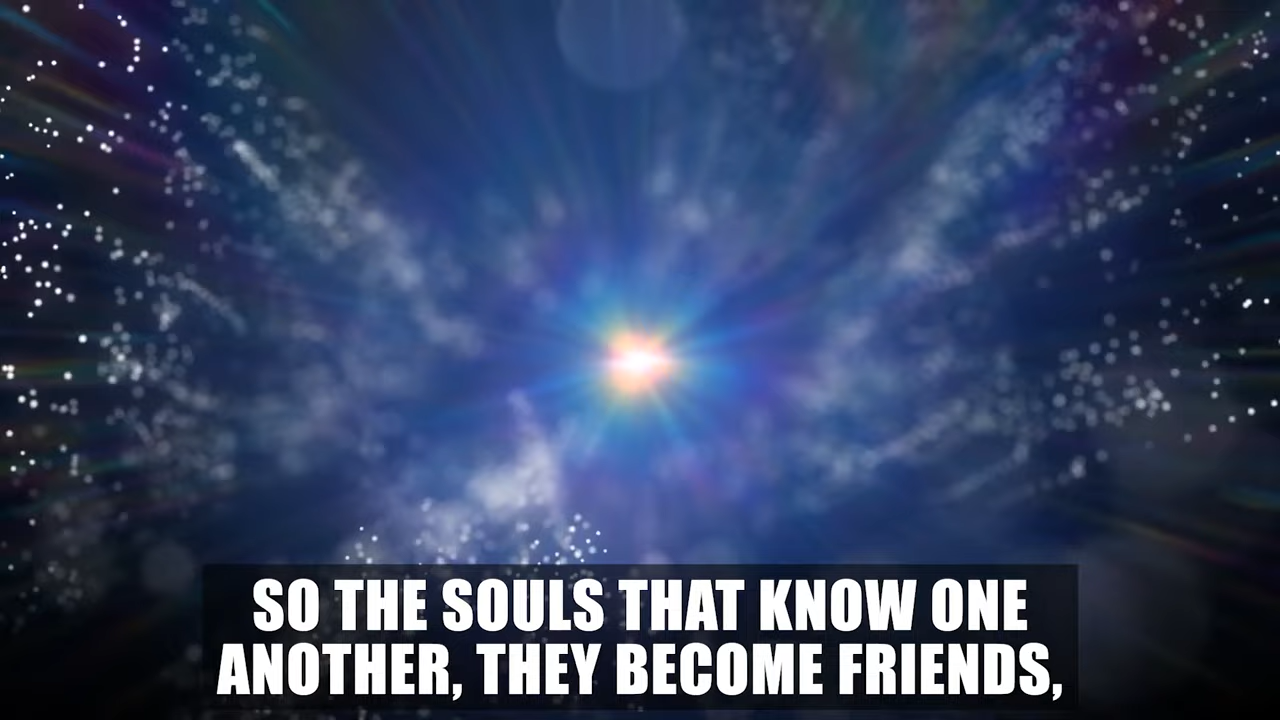 SO THE SOULS THAT KNOW ONE
ANOTHER, THEY BECOME FRIENDS,